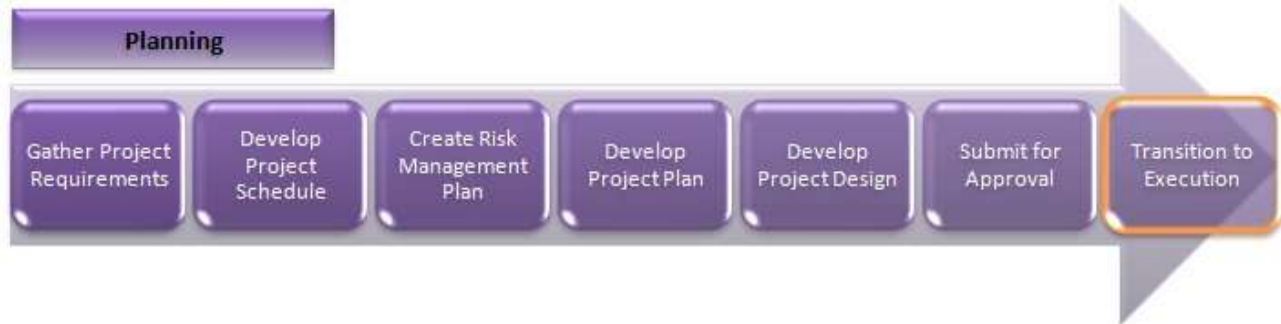 Planning
Gather Project
Requirements
Develop
Project
Schedule
Create Risk
Management
Plan
Develop
Project Plan
Develop
Project Design
Submit for
Approval
Transition to
Execution